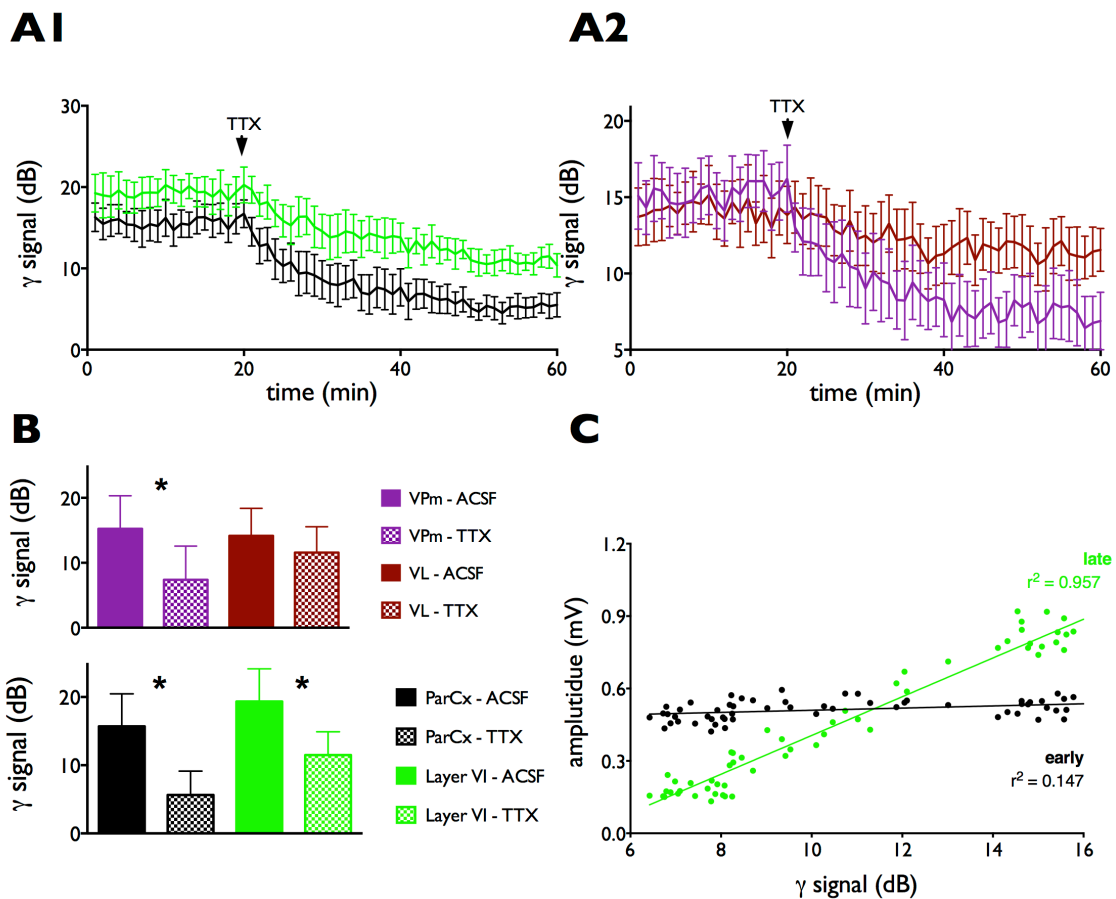 A1
A2
TTX
30
20
10
0
γ signal (dB)
0
20
40
60
time (min)
TTX
20
15
10
5
γ signal (dB)
0
20
40
60
time (min)
B
*
20
10
0
γ signal (dB)
VPm - ACSF
VPm - TTX
VL - ACSF
VL - TTX
*
*
20
10
0
γ signal (dB)
ParCx - ACSF
ParCx - TTX
Layer VI - ACSF
Layer VI - TTX
C
1.2
0.9
0.6
0.3
0.0
amplutidue (mV)
late
r² = 0.957
early
r² = 0.147
6
8
10
12
14
16
γ signal (dB)